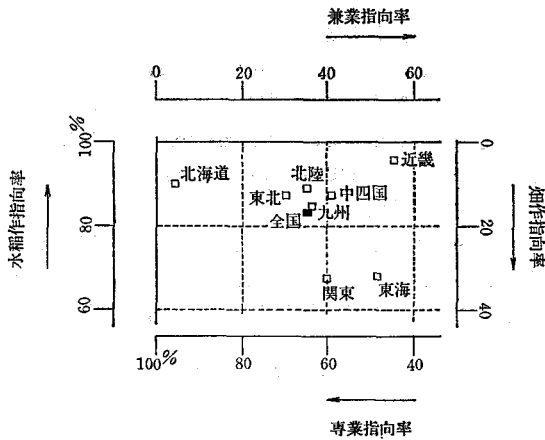 兼業指向率
0 20 40 60
% 100 80 60
水稲作指向率
北海道
東北
北陸
全国
九州
中四国
近畿
関東
東海
0 20 40
畑作指向率
100% 80 60 40
専業指向率